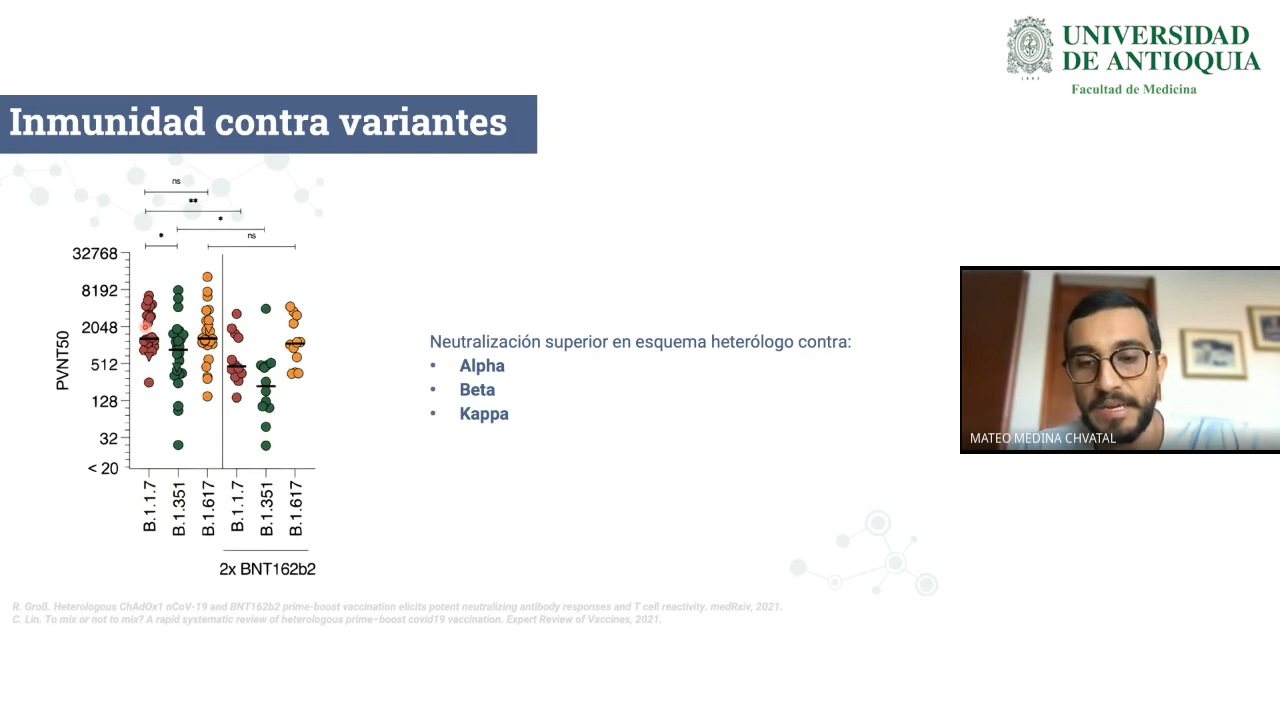 UNIVERSIDAD
DE ANTIOQUIA
1803
Facultad de Medicina
Inmunidad contra variantes
ns
**
*
ns
*
32768
8192
2048
512
128
32
< 20
PVNT50
B.1.1.7
B.1.351
B.1.617
B.1.1.7
B.1.351
B.1.617
2x BNT162b2
Neutralización superior en esquema heterólogo contra:
• Alpha
• Beta
• Kappa
MATEO MEDINA CHVATAL
R. Groß. Heterologous ChAdOx1 nCoV-19 and BNT162b2 prime-boost vaccination elicits potent neutralizing antibody responses and T cell reactivity. medRxiv, 2021.
C. Lin. To mix or not to mix? A rapid systematic review of heterologous prime–boost covid19 vaccination. Expert Review of Vaccines, 2021.